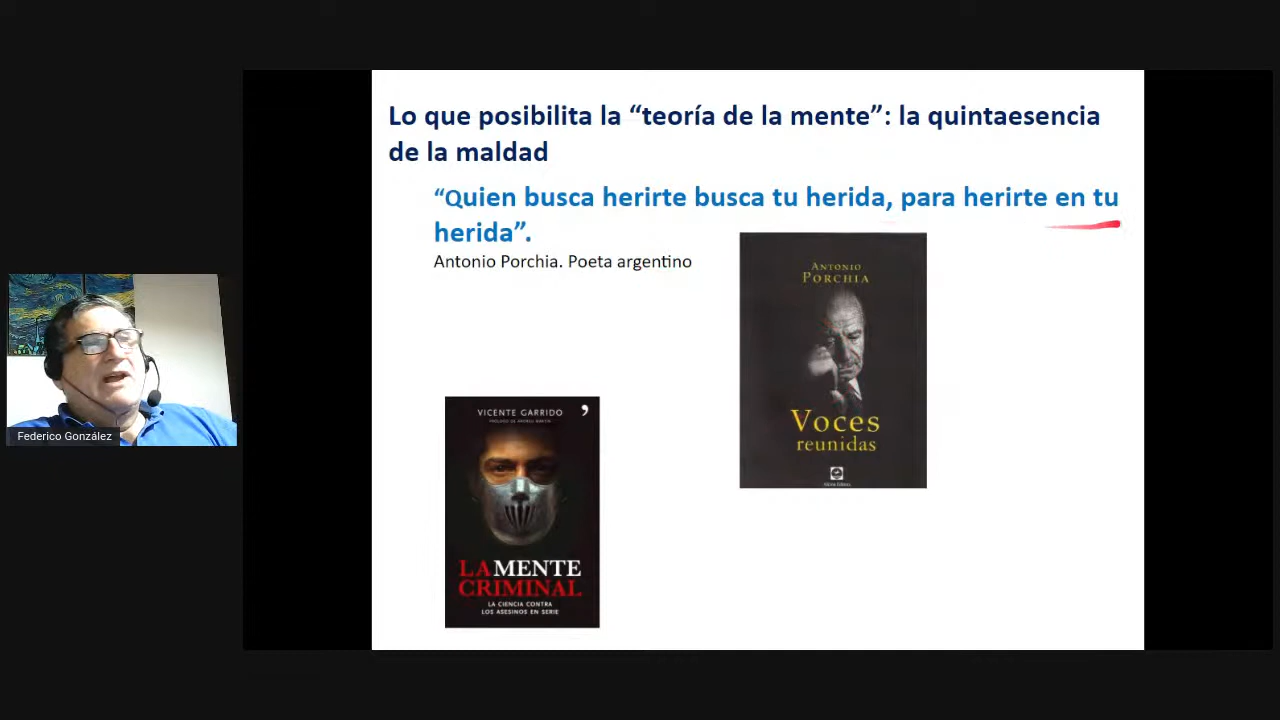 Lo que posibilita la “teoría de la mente”: la quintaesencia
de la maldad
“Quien busca herirte busca tu herida, para herirte en tu
herida”.
Antonio Porchia. Poeta argentino
ANTONIO
PORCHIA
Voces
reunidas
VICENTE GARRIDO
LA MENTE
CRIMINAL
LA CIENCIA CONTRA
LOS ASESINOS EN SERIE
Federico González